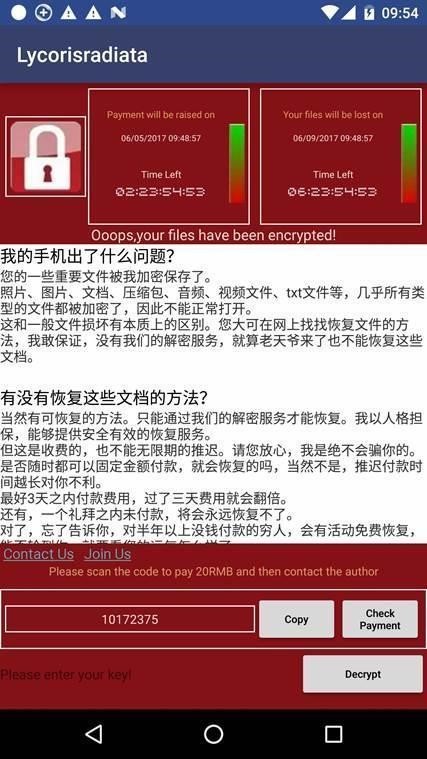 09:54
Lycorisradiata
Payment will be raised on
06/05/2017 09:48:57
Time Left
02:23:54:53
Your files will be lost on
06/09/2017 09:48:57
Time Left
06:23:54:53
Ooops,your files have been encrypted!
我的手机出了什么问题？
您的一些重要文件被我加密保存了。
照片、图片、文档、压缩包、音频、视频文件、txt文件等，几乎所有类
型的文件都被加密了，因此不能正常打开。
这和一般文件损坏有本质上的区别。您大可在网上找找恢复文件的方
法，我敢保证，没有我们的解密服务，就算老天爷来了也不能恢复这些
文档。
有没有恢复这些文档的方法？
当然有可恢复的方法。只能通过我们的解密服务才能恢复。我以人格担
保，能够提供安全有效的恢复服务。
但这是收费的，也不能无限期的推迟。请您放心，我是绝不会骗你的。
是否随时都可以固定金额付款，就会恢复的吗，当然不是，推迟付款时
间越长对你不利。
最好3天之内付款费用，过了三天费用就会翻倍。
还有，一个礼拜之内未付款，将会永远恢复不了。
对了，忘了告诉你，对半年以上没钱付款的穷人，会有活动免费恢复，
Contact Us Join Us
Please scan the code to pay 20RMB and then contact the author
10172375
Copy
Check
Payment
Please enter your key!
Decrypt